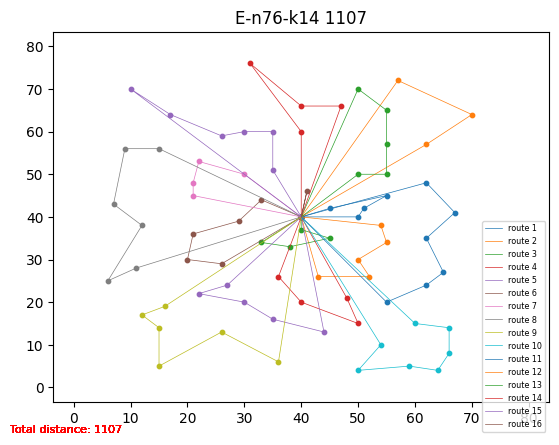 E-n76-k14 1107
80
70
60
50
40
30
20
10
0
0 10 20 30 40 50 60 70 80
route 1
route 2
route 3
route 4
route 5
route 6
route 7
route 8
route 9
route 10
route 11
route 12
route 13
route 14
route 15
route 16
Total distance: 1107